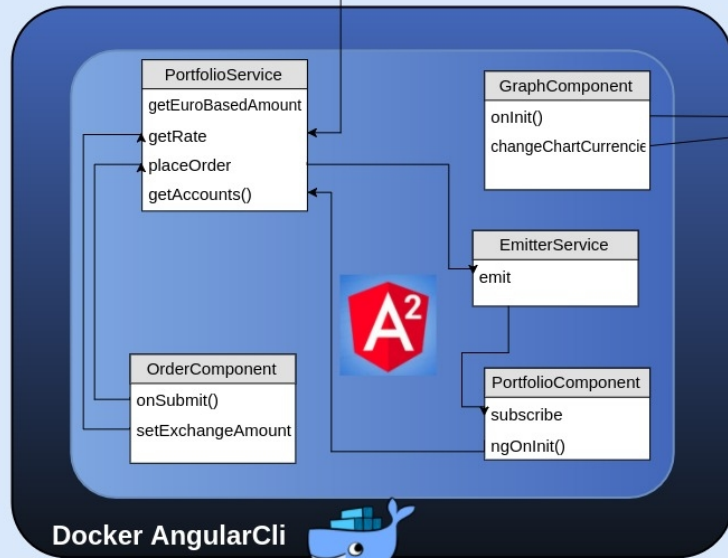 PortfolioService
getEuroBasedAmount
getRate
placeOrder
getAccounts()
GraphComponent
onInit()
changeChartCurrencie
EmitterService
emit
A2
OrderComponent
onSubmit()
setExchangeAmount
PortfolioComponent
subscribe
ngOnInit()
Docker AngularCli